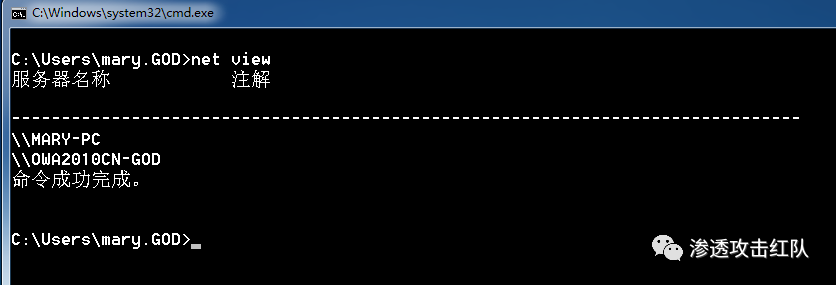 C:\Windows\system32\cmd.exe
C:\Users\mary.GOD>net view
服务器名称            注解
-------------------------------------------------------------------------------
\\MARY-PC
\\OWA2010CN-GOD
命令成功完成。
C:\Users\mary.GOD>_
渗透攻击红队